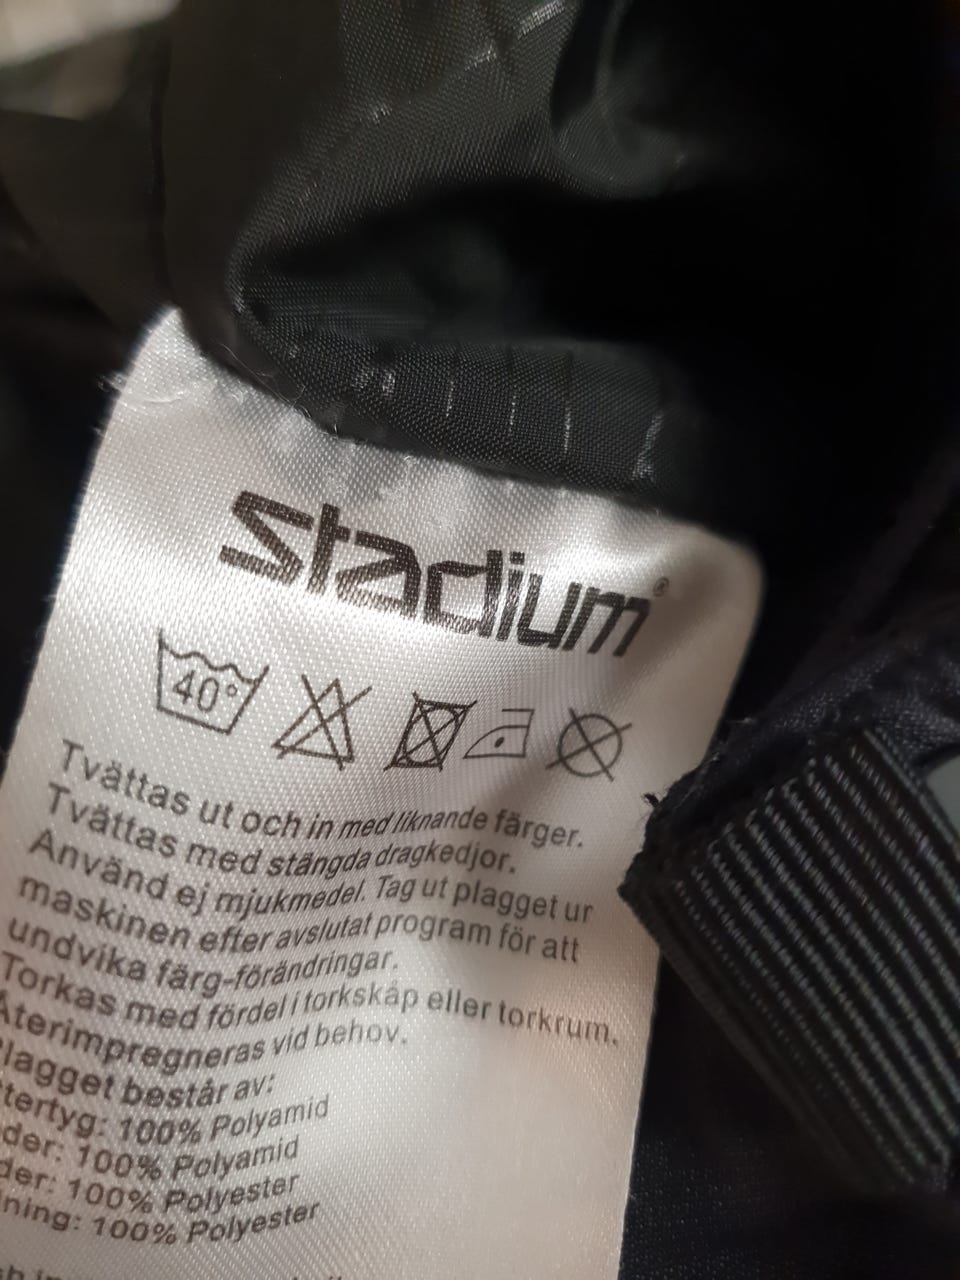 stadium®
40°
Tvättas ut och in med liknande färger.
Tvättas med stängda dragkedjor.
Använd ej mjukmedel. Tag ut plagget ur
maskinen efter avslutat program för att
undvika färg-förändringar.
Torkas med fördel i torkskåp eller torkrum.
Återimpregneras vid behov.
Plagget består av:
100% Polyamid
100% Polyamid
100% Polyester
100% Polyester